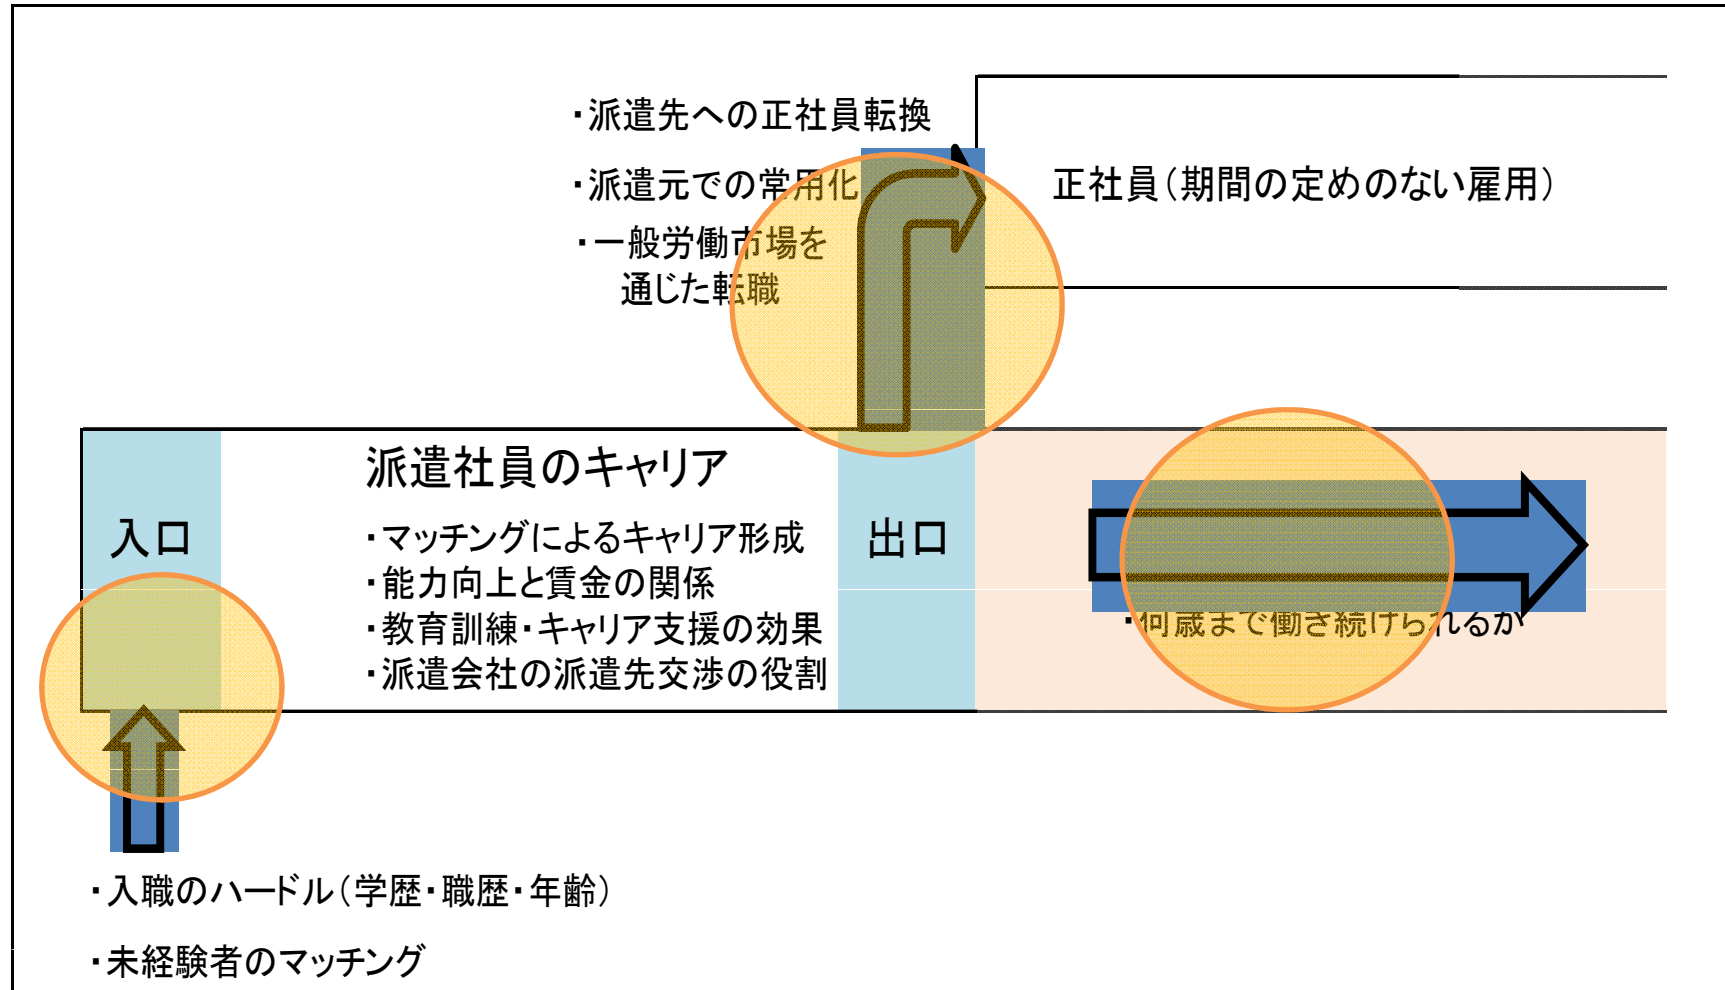 ・派遣先への正社員転換
・派遣元での常用化
・一般労働市場を
通じた転職
正社員（期間の定めのない雇用）
派遣社員のキャリア
入口
・マッチングによるキャリア形成
・能力向上と賃金の関係
・教育訓練・キャリア支援の効果
・派遣会社の派遣先交渉の役割
出口
・何歳まで働き続けられるか
・入職のハードル（学歴・職歴・年齢）
・未経験者のマッチング